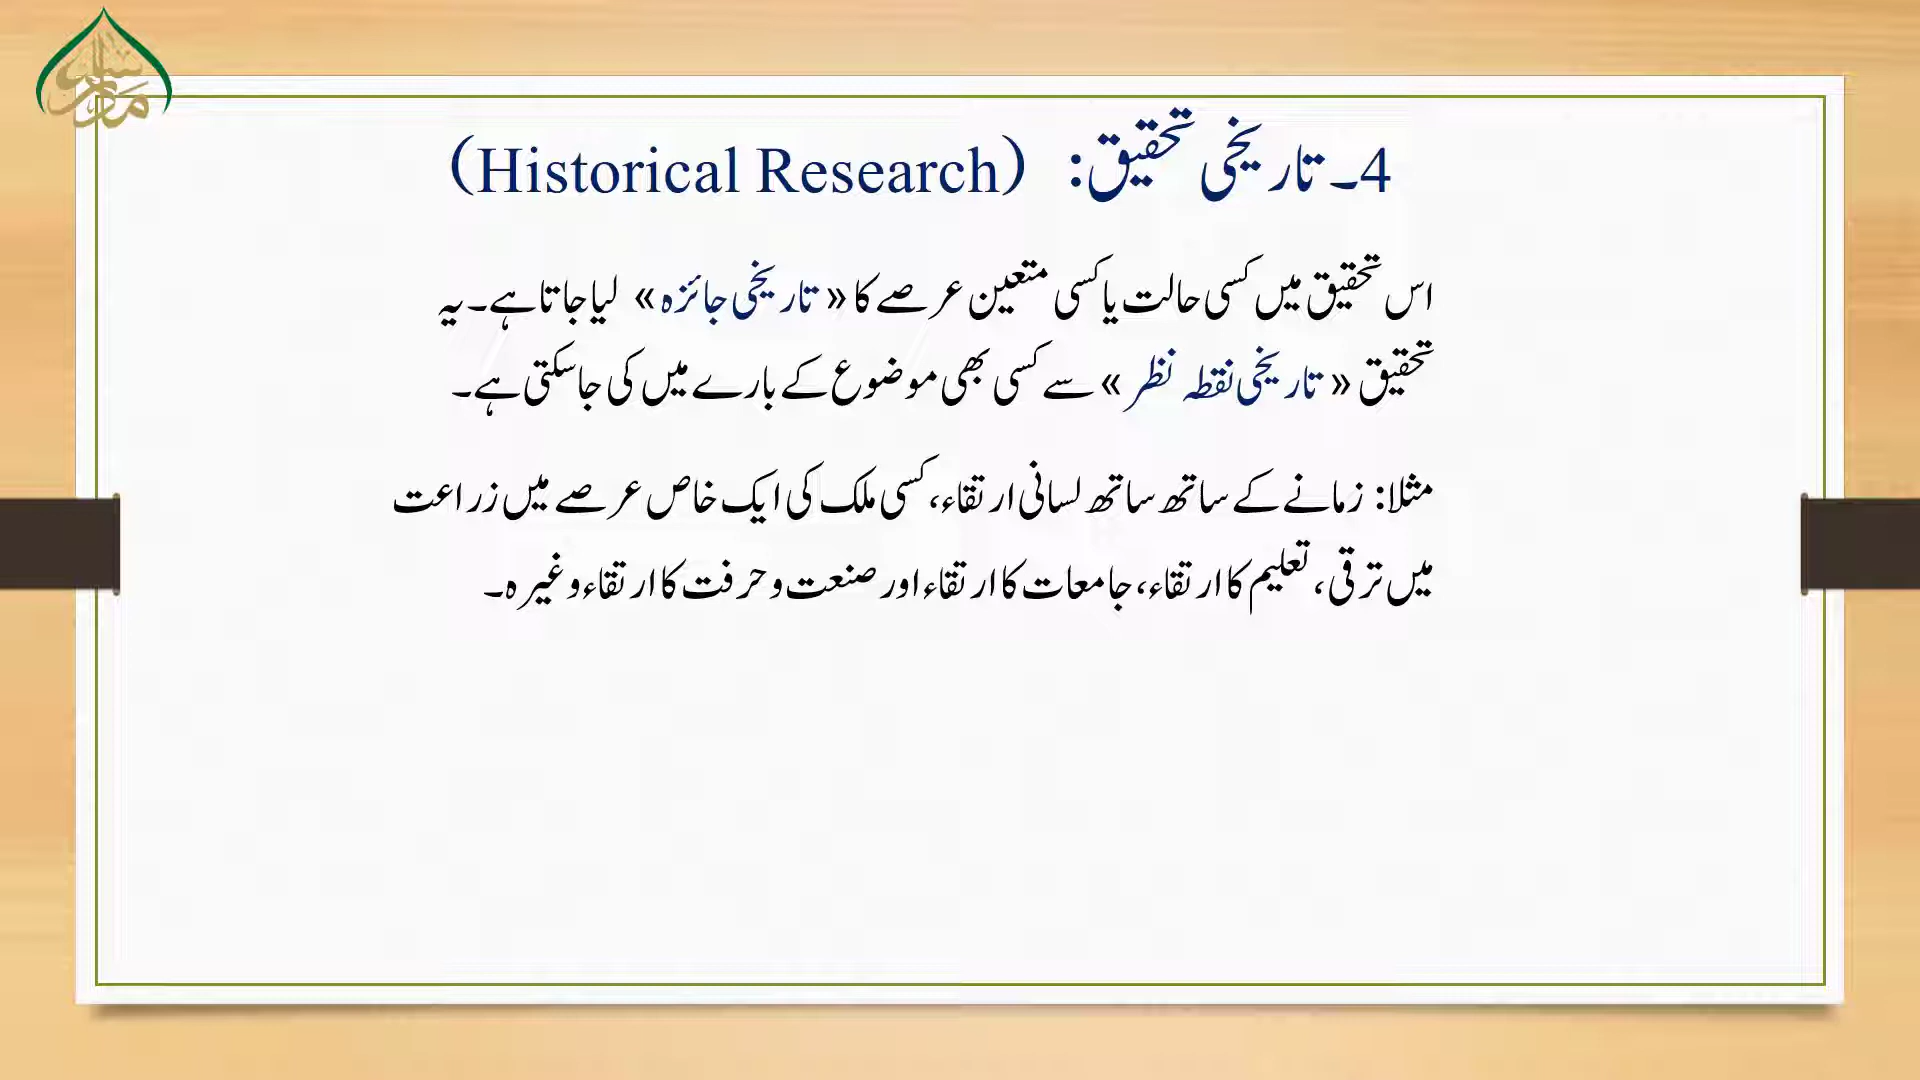 4۔ تاریخی تحقیق: (Historical Research)
اس تحقیق میں کسی حالت یا کسی متعین عرصے کا « تاریخی جائزہ » لیا جاتا ہے۔ یہ
تحقیق « تاریخی نقطہ نظر » سے کسی بھی موضوع کے بارے میں کی جاسکتی ہے۔
مثلا: زمانے کے ساتھ ساتھ لسانی ارتقاء، کسی ملک کی ایک خاص عرصے میں زراعت
میں ترقی، تعلیم کا ارتقاء، جامعات کا ارتقاء اور صنعت و حرفت کا ارتقاء وغیرہ۔